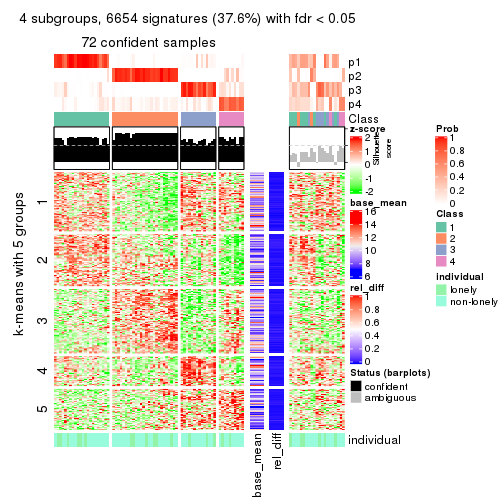 4 subgroups, 6654 signatures (37.6%) with fdr < 0.05
72 confident samples
p1
p2
p3
p4
Class
Silhouette
score
k-means with 5 groups
1
2
3
4
5
individual
base_mean
rel_diff
z-score
2
1
0
-1
-2
base_mean
16
14
12
10
8
6
rel_diff
1
0.8
0.6
0.4
0.2
0
Status (barplots)
confident
ambiguous
Prob
1
0.8
0.6
0.4
0.2
0
Class
1
2
3
4
individual
lonely
non-lonely